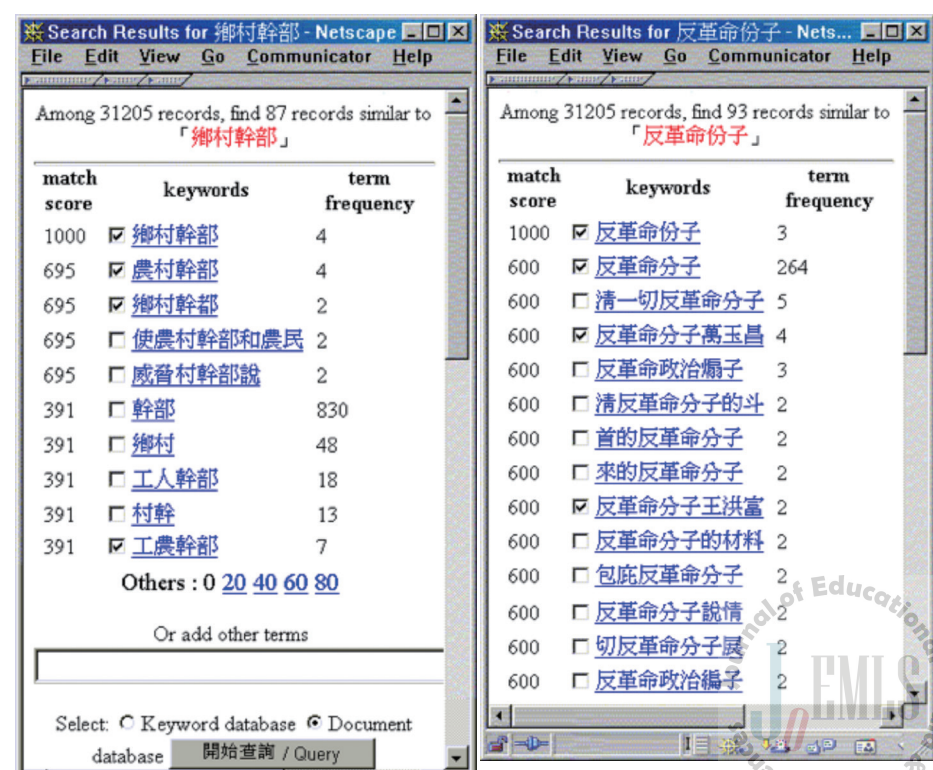 Search Results for 鄉村幹部 - Netscape
File Edit View Go Communicator Help
Among 31205 records, find 87 records similar to
「鄉村幹部」
match score keywords term frequency
1000 鄉村幹部 4
695 農村幹部 4
695 鄉村幹都 2
695 使農村幹部和農民 2
695 威脅村幹部說 2
391 幹部 830
391 鄉村 48
391 工人幹部 18
391 村幹 13
391 工農幹部 7
Others : 0 20 40 60 80
Or add other terms
Select: Keyword database Document
database 開始查詢 / Query
Search Results for 反革命份子 - Nets...
File Edit View Go Communicator Help
Among 31205 records, find 93 records similar to
「反革命份子」
match score keywords term frequency
1000 反革命份子 3
600 反革命分子 264
600 清一切反革命分子 5
600 反革命分子萬玉昌 4
600 反革命政治煽子 3
600 清反革命分子的斗 2
600 首的反革命分子 2
600 來的反革命分子 2
600 反革命分子王洪富 2
600 反革命分子的材料 2
600 包庇反革命分子 2
600 反革命分子說情 2
600 切反革命分子展 2
600 反革命政治編子 2
of Educatio
JEMLS